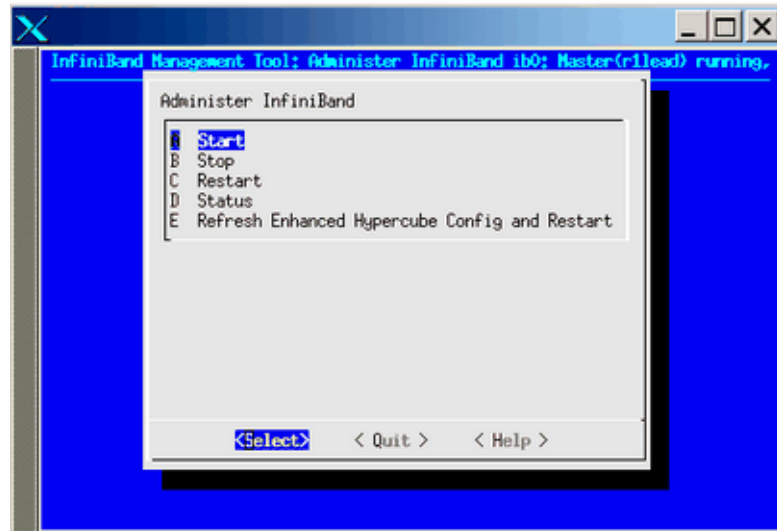 InfiniBand Management Tool; Administer InfiniBand ib0; Master(r1lead) running,
Administer InfiniBand
A Start
B Stop
C Restart
D Status
E Refresh Enhanced Hypercube Config and Restart
<Select> < Quit > < Help >